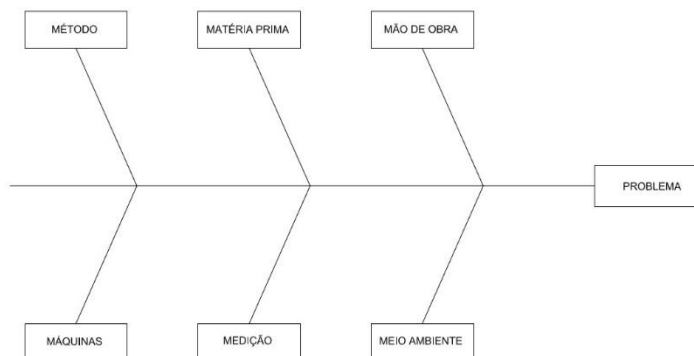 MÉTODO
MATÉRIA PRIMA
MÃO DE OBRA
PROBLEMA
MÁQUINAS
MEDIÇÃO
MEIO AMBIENTE